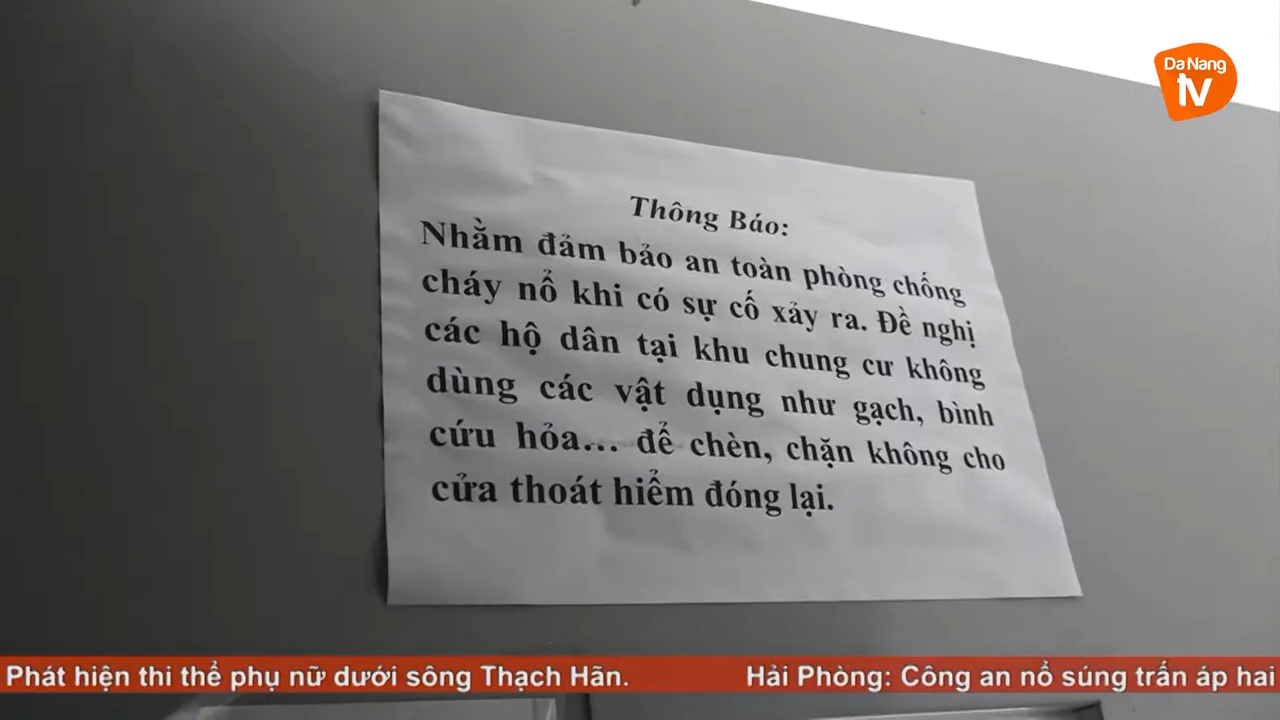 Da Nang
tv
Thông Báo:
Nhằm đảm bảo an toàn phòng chống
cháy nổ khi có sự cố xảy ra. Đề nghị
các hộ dân tại khu chung cư không
dùng các vật dụng như gạch, bình
cứu hỏa... để chèn, chặn không cho
cửa thoát hiểm đóng lại.
Phát hiện thi thể phụ nữ dưới sông Thạch Hãn. Hải Phòng: Công an nổ súng trấn áp hai